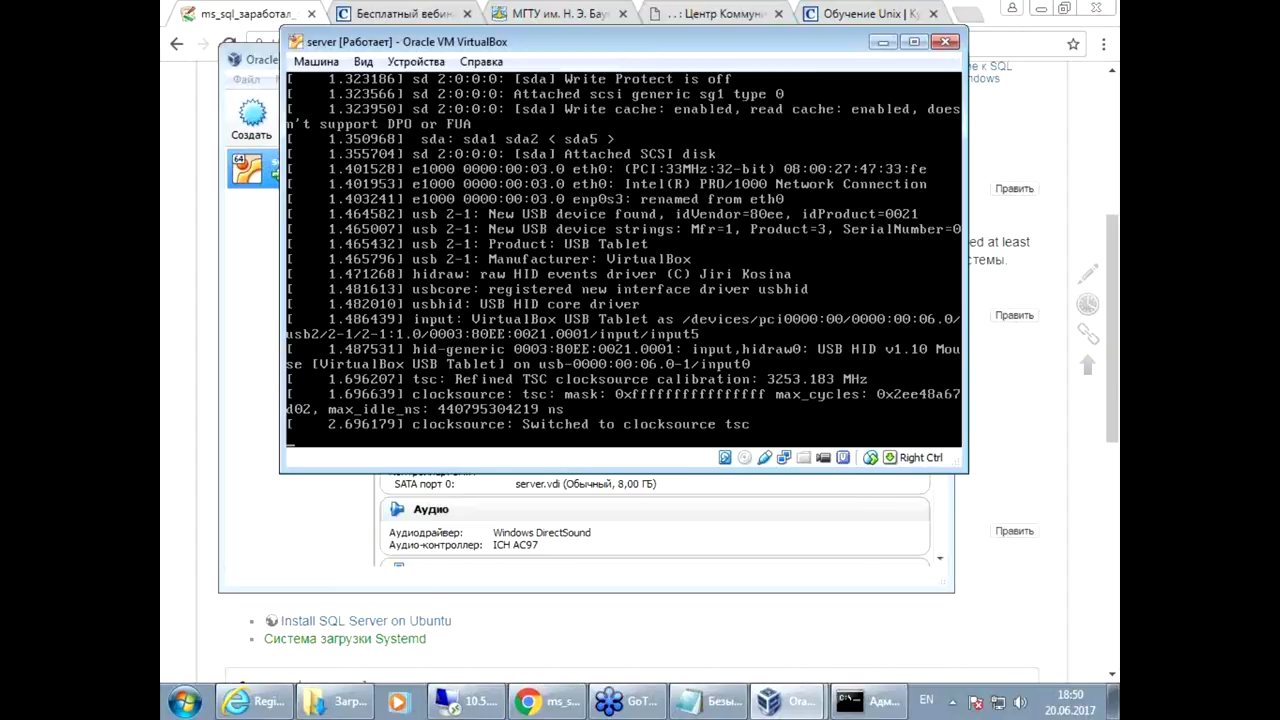 ms_sql_заработал_
Бесплатный вебин
МГТУ им. Н. Э. Бау
. . : Центр Коммун
Обучение Unix | Ку
server [Работает] - Oracle VM VirtualBox
Oracle
Машина Вид Устройства Справка
Файл
Создать
64
[ 1.323186] sd 2:0:0:0: [sda] Write Protect is off
[ 1.323566] sd 2:0:0:0: Attached scsi generic sg1 type 0
[ 1.323950] sd 2:0:0:0: [sda] Write cache: enabled, read cache: enabled, does
n't support DPO or FUA
[ 1.350968] sda: sda1 sda2 < sda5 >
[ 1.355704] sd 2:0:0:0: [sda] Attached SCSI disk
[ 1.401528] e1000 0000:00:03.0 eth0: (PCI:33MHz:32-bit) 08:00:27:47:33:fe
[ 1.401953] e1000 0000:00:03.0 eth0: Intel(R) PRO/1000 Network Connection
[ 1.403241] e1000 0000:00:03.0 enp0s3: renamed from eth0
[ 1.464582] usb 2-1: New USB device found, idVendor=80ee, idProduct=0021
[ 1.465007] usb 2-1: New USB device strings: Mfr=1, Product=3, SerialNumber=0
[ 1.465432] usb 2-1: Product: USB Tablet
[ 1.465796] usb 2-1: Manufacturer: VirtualBox
[ 1.471268] hidraw: raw HID events driver (C) Jiri Kosina
[ 1.481613] usbcore: registered new interface driver usbhid
[ 1.482010] usbhid: USB HID core driver
[ 1.486439] input: VirtualBox USB Tablet as /devices/pci0000:00/0000:00:06.0/
usb2/2-1/2-1:1.0/0003:80EE:0021.0001/input/input5
[ 1.487531] hid-generic 0003:80EE:0021.0001: input,hidraw0: USB HID v1.10 Mou
se [VirtualBox USB Tablet] on usb-0000:00:06.0-1/input0
[ 1.696207] tsc: Refined TSC clocksource calibration: 3253.183 MHz
[ 1.696639] clocksource: tsc: mask: 0xffffffffffffffff max_cycles: 0x2ee48a67
d02, max_idle_ns: 440795304219 ns
[ 2.696179] clocksource: Switched to clocksource tsc
Right Ctrl
е к SQL
indows
Править
ed at least
стемы.
Править
SATA порт 0: server.vdi (Обычный, 8,00 ГБ)
Аудио
Аудиодрайвер: Windows DirectSound
Аудио-контроллер: ICH AC97
Править
Install SQL Server on Ubuntu
Система загрузки Systemd
Regi...
Загр...
10.5...
ms_s...
GoT...
Безы...
Ora...
Адм...
EN
18:50
20.06.2017